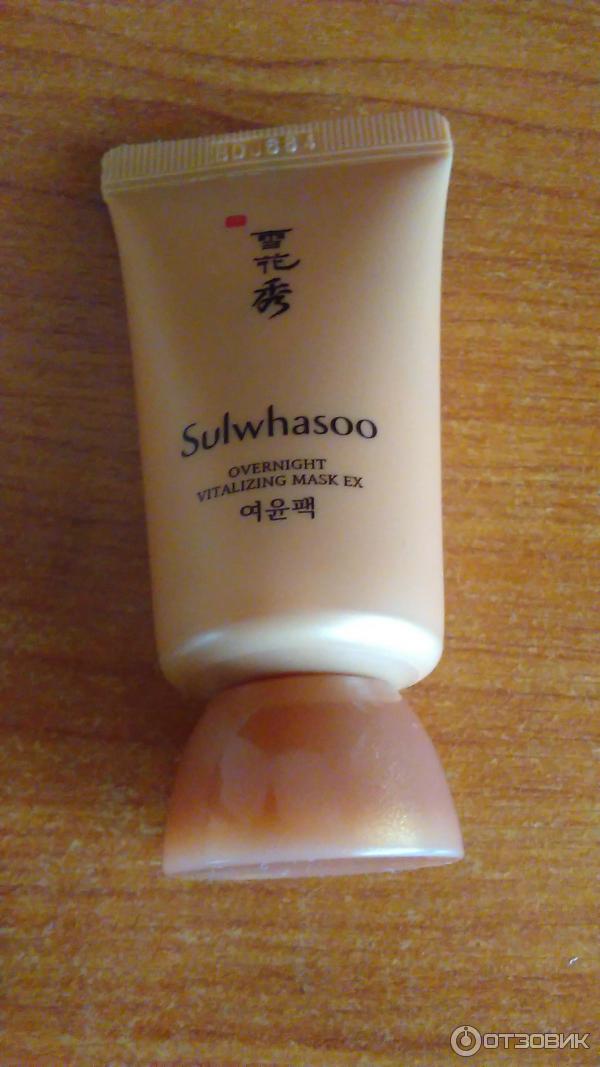 雪
花
秀
Sulwhasoo
OVERNIGHT
VITALIZING MASK EX
여윤팩
ОТЗОВИК